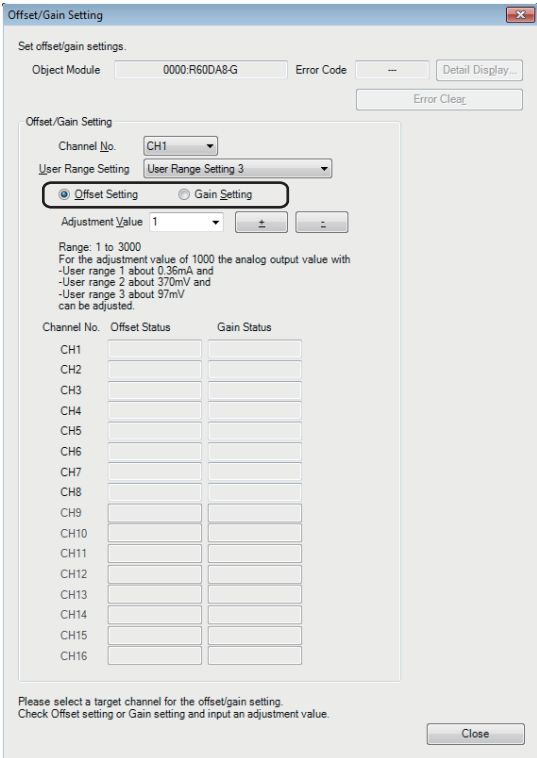 Offset/Gain Setting
Set offset/gain settings.
Object Module 0000:R60DA8-G Error Code --- Detail Display...
Error Clear
Offset/Gain Setting
Channel No. CH1
User Range Setting User Range Setting 3
Offset Setting Gain Setting
Adjustment Value 1 + -
Range: 1 to 3000
For the adjustment value of 1000 the analog output value with
-User range 1 about 0.36mA and
-User range 2 about 370mV and
-User range 3 about 97mV
can be adjusted.
Channel No. Offset Status Gain Status
CH1
CH2
CH3
CH4
CH5
CH6
CH7
CH8
CH9
CH10
CH11
CH12
CH13
CH14
CH15
CH16
Please select a target channel for the offset/gain setting.
Check Offset setting or Gain setting and input an adjustment value.
Close